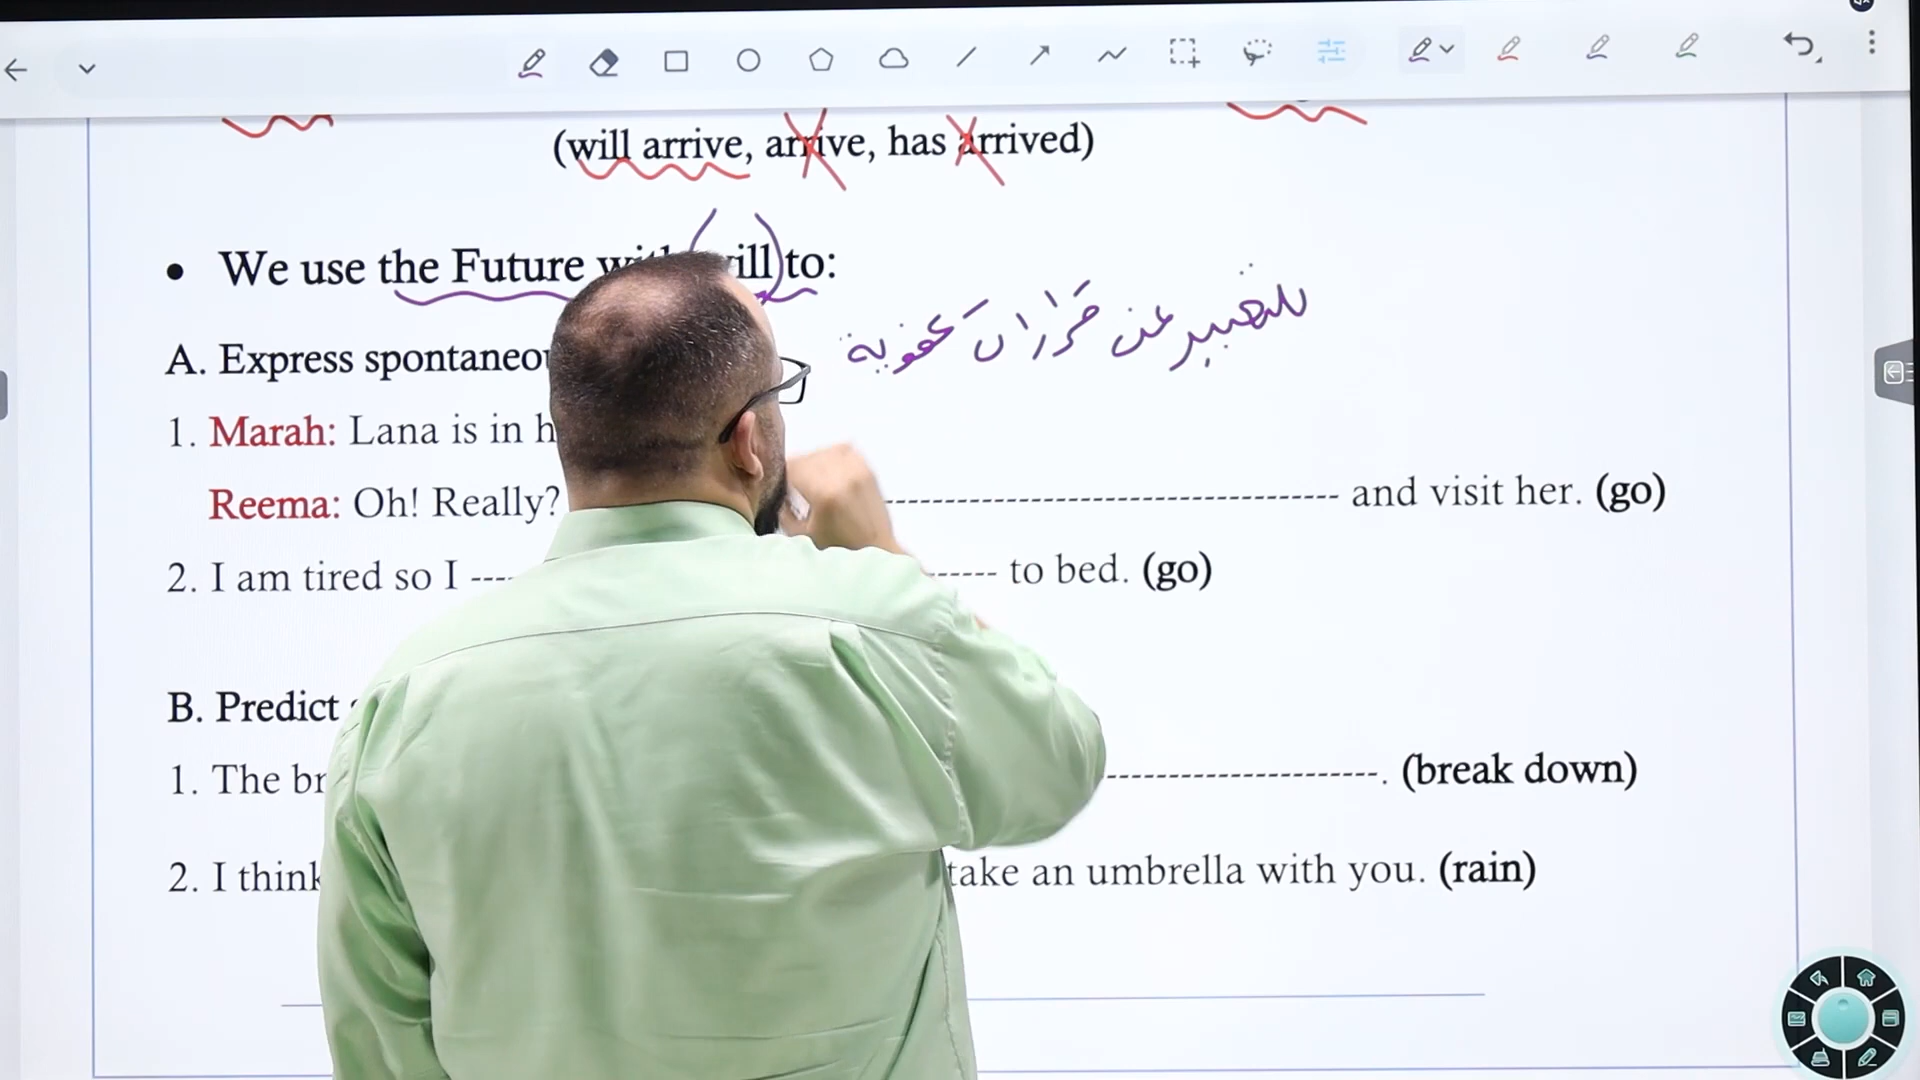 (will arrive, arrive, has arrived)
• We use the Future with will to:
للتعبير عن قرارات عفوية
A. Express spontaneou
1. Marah: Lana is in h
Reema: Oh! Really? ---------- and visit her. (go)
2. I am tired so I ---------- to bed. (go)
B. Predict
1. The br ----------. (break down)
2. I think take an umbrella with you. (rain)